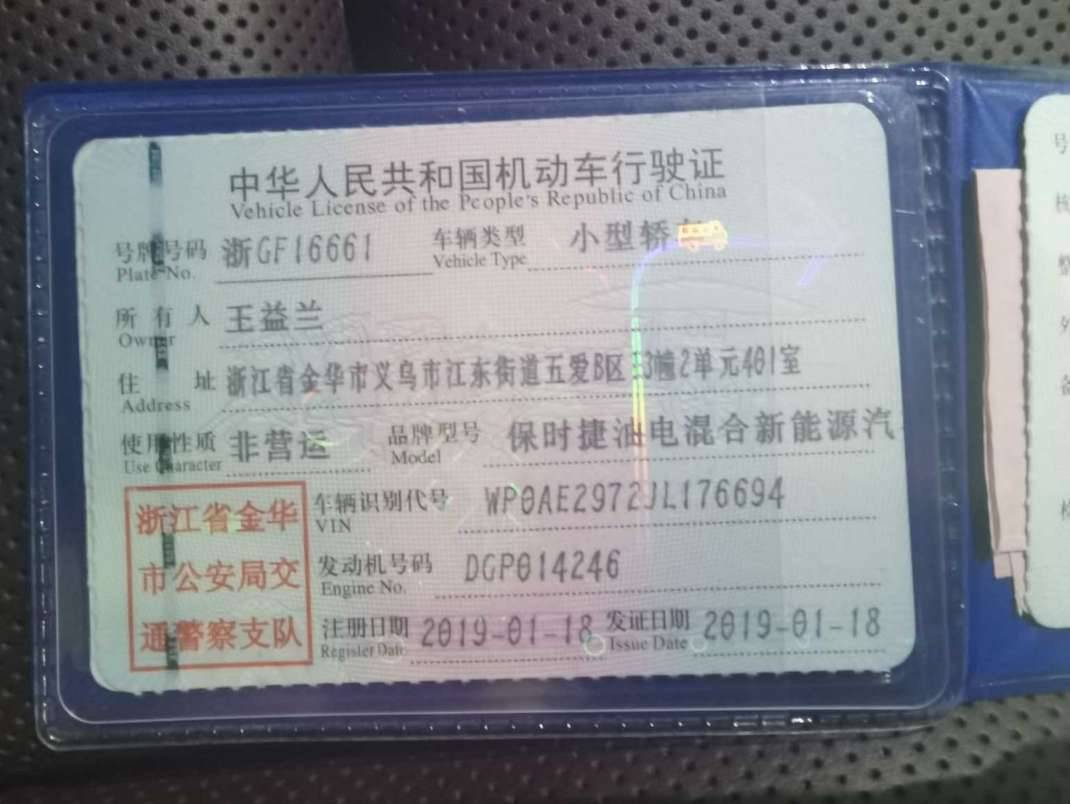 中华人民共和国机动车行驶证
Vehicle License of the People's Republic of China
号牌号码 浙GF16661 车辆类型 小型轿
Plate No. Vehicle Type
所有人 王益兰
Owner
住址 浙江省金华市义乌市江东街道五爱B区33幢2单元401室
Address
使用性质 非营运 品牌型号 保时捷油电混合新能源汽
Use Character Model
浙江省金华 车辆识别代号 WP0AE2972JL176694
VIN
市公安局交 发动机号码 DGP014246
Engine No.
通警察支队 注册日期 2019-01-18 发证日期 2019-01-18
Register Date Issue Date
号